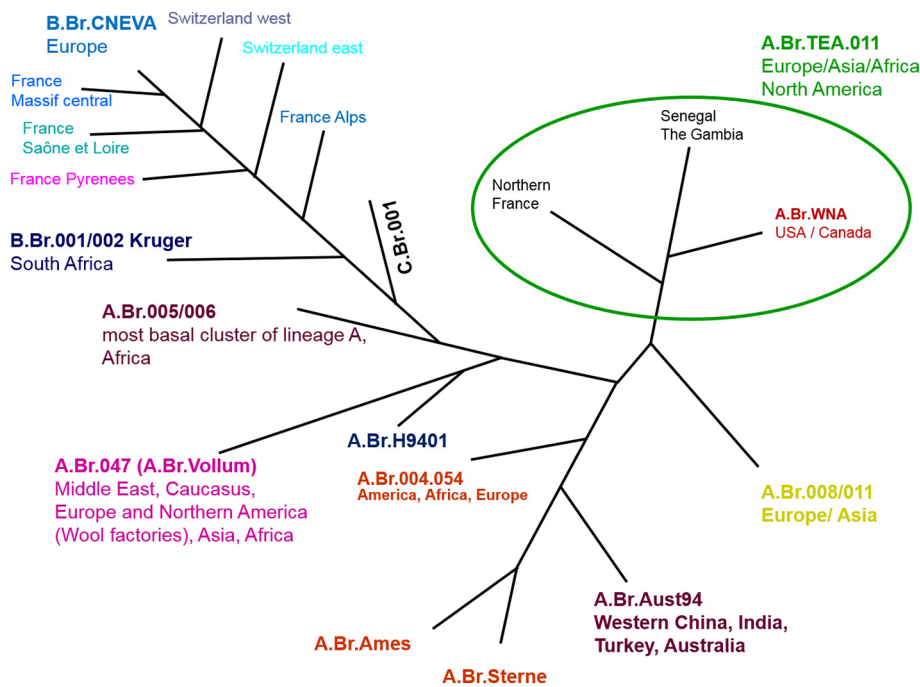 B.Br.CNEVA
Europe
Switzerland west
Switzerland east
France
Massif central
France Alps
France
Saône et Loire
France Pyrenees
B.Br.001/002 Kruger
South Africa
C.Br.001
A.Br.005/006
most basal cluster of lineage A,
Africa
A.Br.TEA.011
Europe/Asia/Africa
North America
Senegal
The Gambia
Northern
France
A.Br.WNA
USA / Canada
A.Br.H9401
A.Br.047 (A.Br.Vollum)
Middle East, Caucasus,
Europe and Northern America
(Wool factories), Asia, Africa
A.Br.004.054
America, Africa, Europe
A.Br.008/011
Europe/ Asia
A.Br.Aust94
Western China, India,
Turkey, Australia
A.Br.Ames
A.Br.Sterne